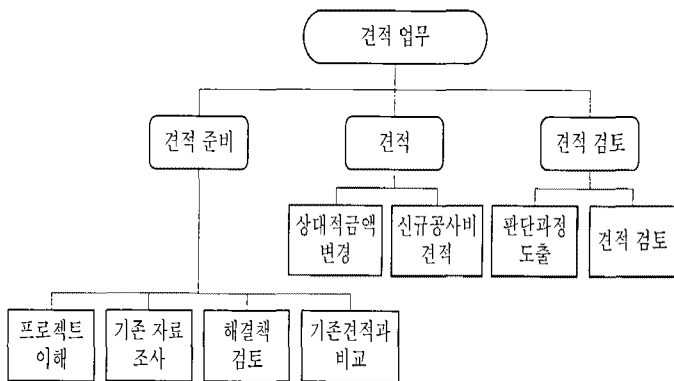 견적 업무
견적 준비
견적
견적 검토
상대적금액
변경
신규공사비
견적
판단과정
도출
견적 검토
프로젝트
이해
기존 자료
조사
해결책
검토
기존견적과
비교